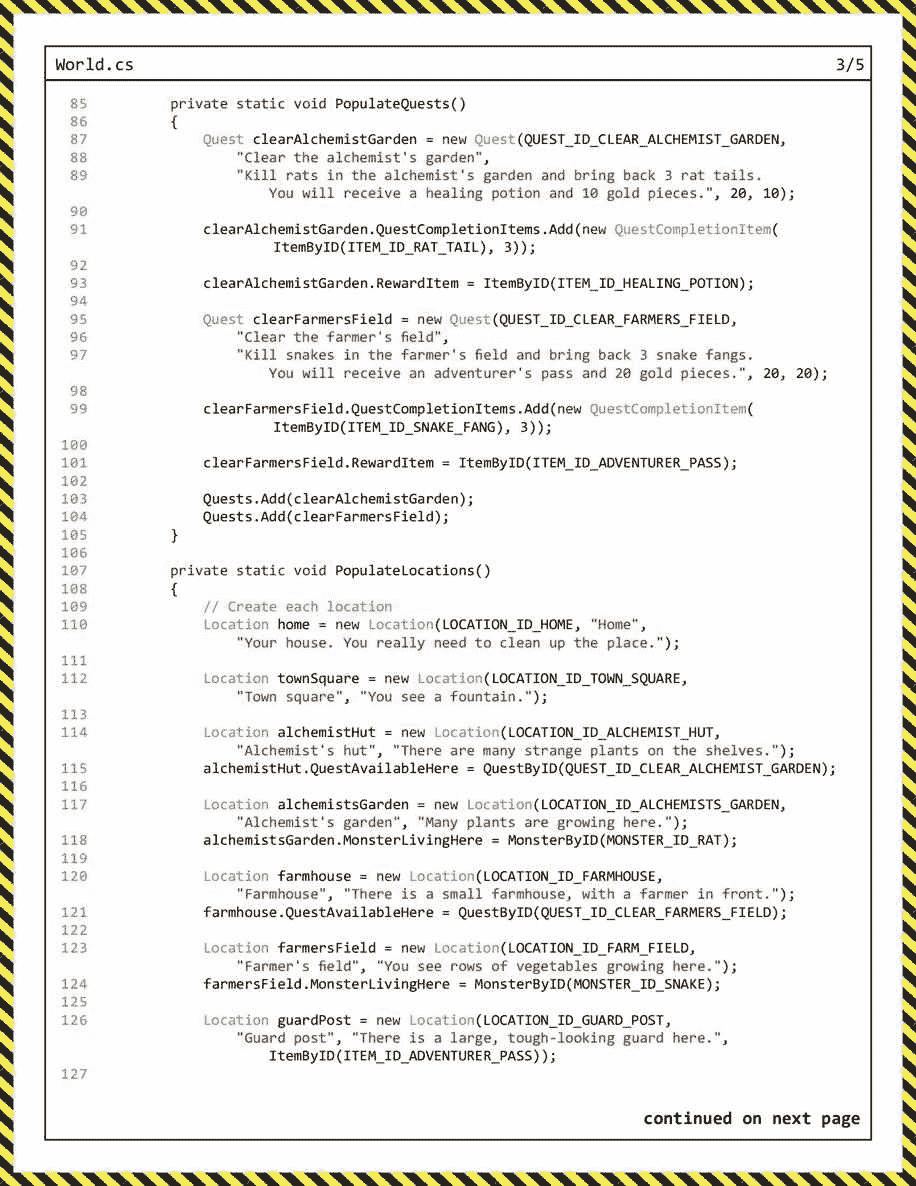 World.cs 3/5
85 private static void PopulateQuests()
86 {
87 Quest clearAlchemistGarden = new Quest(QUEST_ID_CLEAR_ALCHEMIST_GARDEN,
88 "Clear the alchemist's garden",
89 "Kill rats in the alchemist's garden and bring back 3 rat tails.
You will receive a healing potion and 10 gold pieces.", 20, 10);
90
91 clearAlchemistGarden.QuestCompletionItems.Add(new QuestCompletionItem(
ItemByID(ITEM_ID_RAT_TAIL), 3));
92
93 clearAlchemistGarden.RewardItem = ItemByID(ITEM_ID_HEALING_POTION);
94
95 Quest clearFarmersField = new Quest(QUEST_ID_CLEAR_FARMERS_FIELD,
96 "Clear the farmer's field",
97 "Kill snakes in the farmer's field and bring back 3 snake fangs.
You will receive an adventurer's pass and 20 gold pieces.", 20, 20);
98
99 clearFarmersField.QuestCompletionItems.Add(new QuestCompletionItem(
ItemByID(ITEM_ID_SNAKE_FANG), 3));
100
101 clearFarmersField.RewardItem = ItemByID(ITEM_ID_ADVENTURER_PASS);
102
103 Quests.Add(clearAlchemistGarden);
104 Quests.Add(clearFarmersField);
105 }
106
107 private static void PopulateLocations()
108 {
109 // Create each location
110 Location home = new Location(LOCATION_ID_HOME, "Home",
"Your house. You really need to clean up the place.");
111
112 Location townSquare = new Location(LOCATION_ID_TOWN_SQUARE,
"Town square", "You see a fountain.");
113
114 Location alchemistHut = new Location(LOCATION_ID_ALCHEMIST_HUT,
"Alchemist's hut", "There are many strange plants on the shelves.");
115 alchemistHut.QuestAvailableHere = QuestByID(QUEST_ID_CLEAR_ALCHEMIST_GARDEN);
116
117 Location alchemistsGarden = new Location(LOCATION_ID_ALCHEMISTS_GARDEN,
"Alchemist's garden", "Many plants are growing here.");
118 alchemistsGarden.MonsterLivingHere = MonsterByID(MONSTER_ID_RAT);
119
120 Location farmhouse = new Location(LOCATION_ID_FARMHOUSE,
"Farmhouse", "There is a small farmhouse, with a farmer in front.");
121 farmhouse.QuestAvailableHere = QuestByID(QUEST_ID_CLEAR_FARMERS_FIELD);
122
123 Location farmersField = new Location(LOCATION_ID_FARM_FIELD,
"Farmer's field", "You see rows of vegetables growing here.");
124 farmersField.MonsterLivingHere = MonsterByID(MONSTER_ID_SNAKE);
125
126 Location guardPost = new Location(LOCATION_ID_GUARD_POST,
"Guard post", "There is a large, tough-looking guard here.",
ItemByID(ITEM_ID_ADVENTURER_PASS));
127
continued on next page